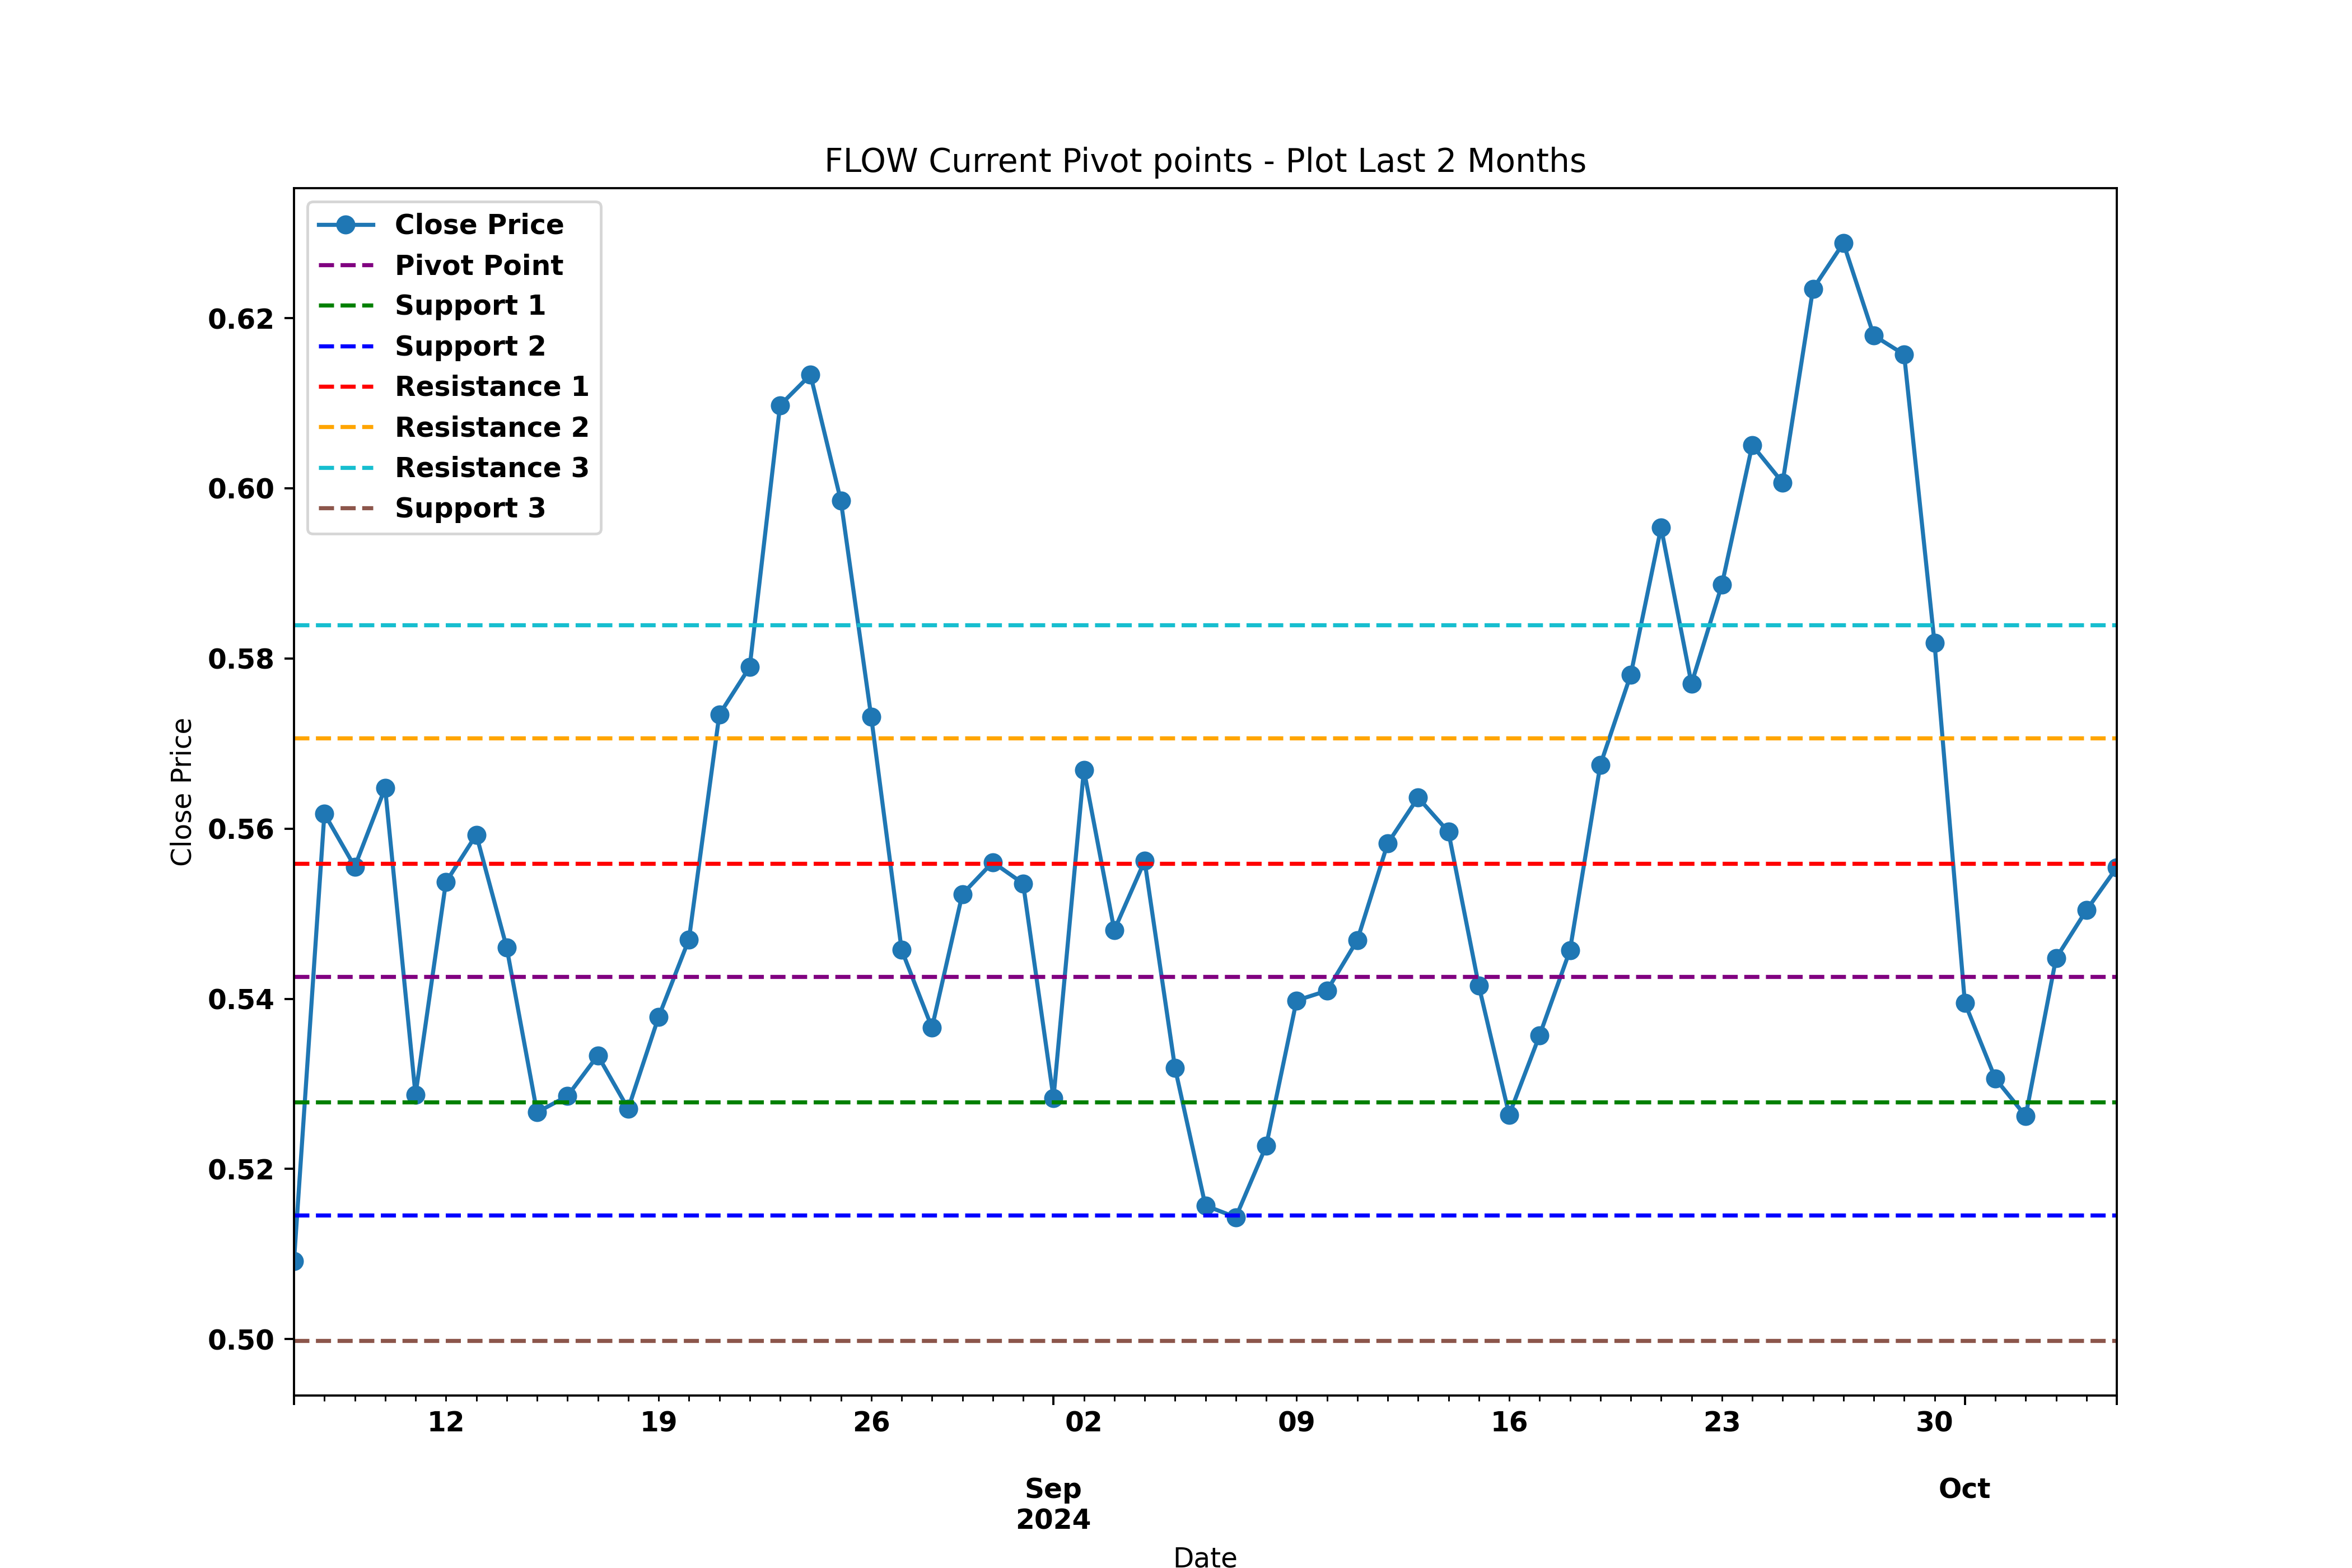 FLOW Current Pivot points - Plot Last 2 Months
Close Price
Pivot Point
Support 1
Support 2
Resistance 1
Resistance 2
Resistance 3
Support 3
0.62
0.60
0.58
0.56
0.54
0.52
0.50
Close Price
12 19 26 02 09 16 23 30
Sep Oct
2024
Date